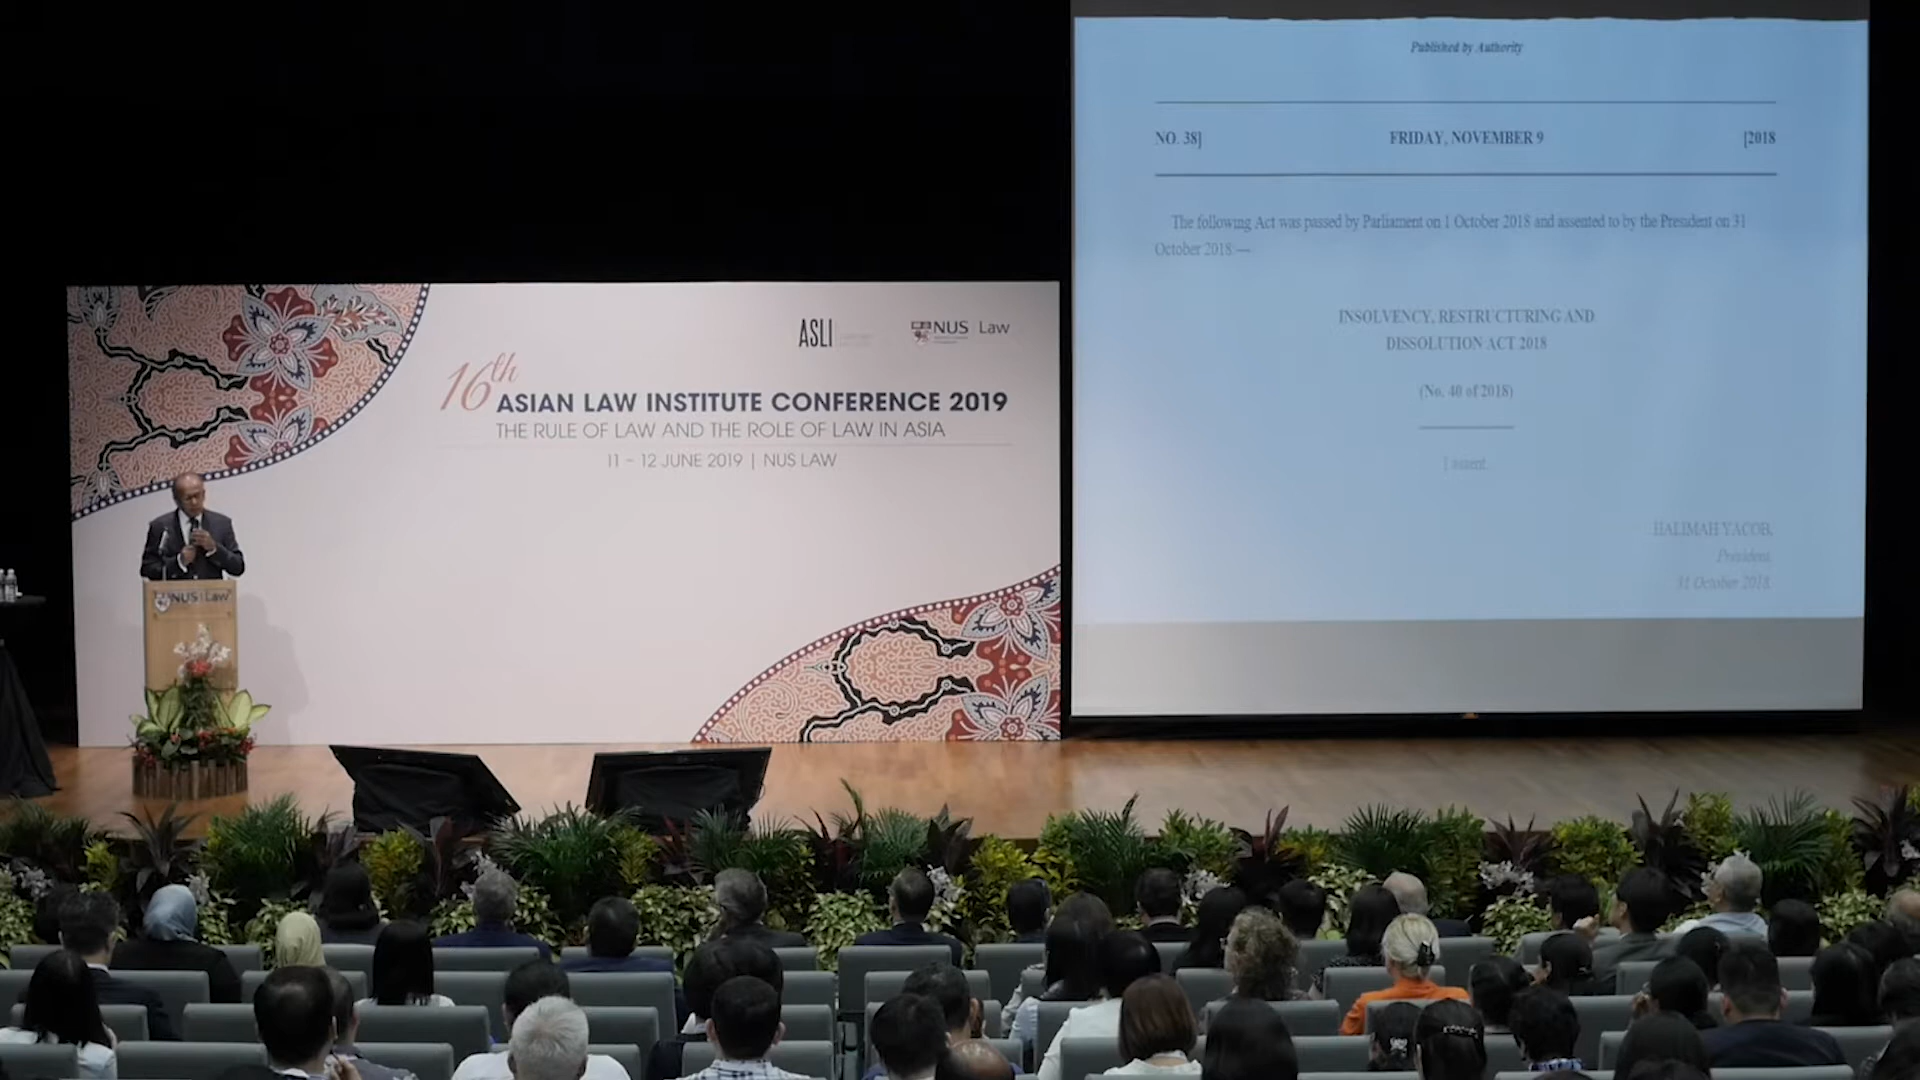 Published by Authority
NO. 38] FRIDAY, NOVEMBER 9 [2018
The following Act was passed by Parliament on 1 October 2018 and assented to by the President on 31
October 2018:—
INSOLVENCY, RESTRUCTURING AND
DISSOLUTION ACT 2018
(No. 40 of 2018)
I assent.
HALIMAH YACOB,
President.
31 October 2018.
ASLI
NUS Law
16th
ASIAN LAW INSTITUTE CONFERENCE 2019
THE RULE OF LAW AND THE ROLE OF LAW IN ASIA
11 – 12 JUNE 2019 | NUS LAW
NUS Law